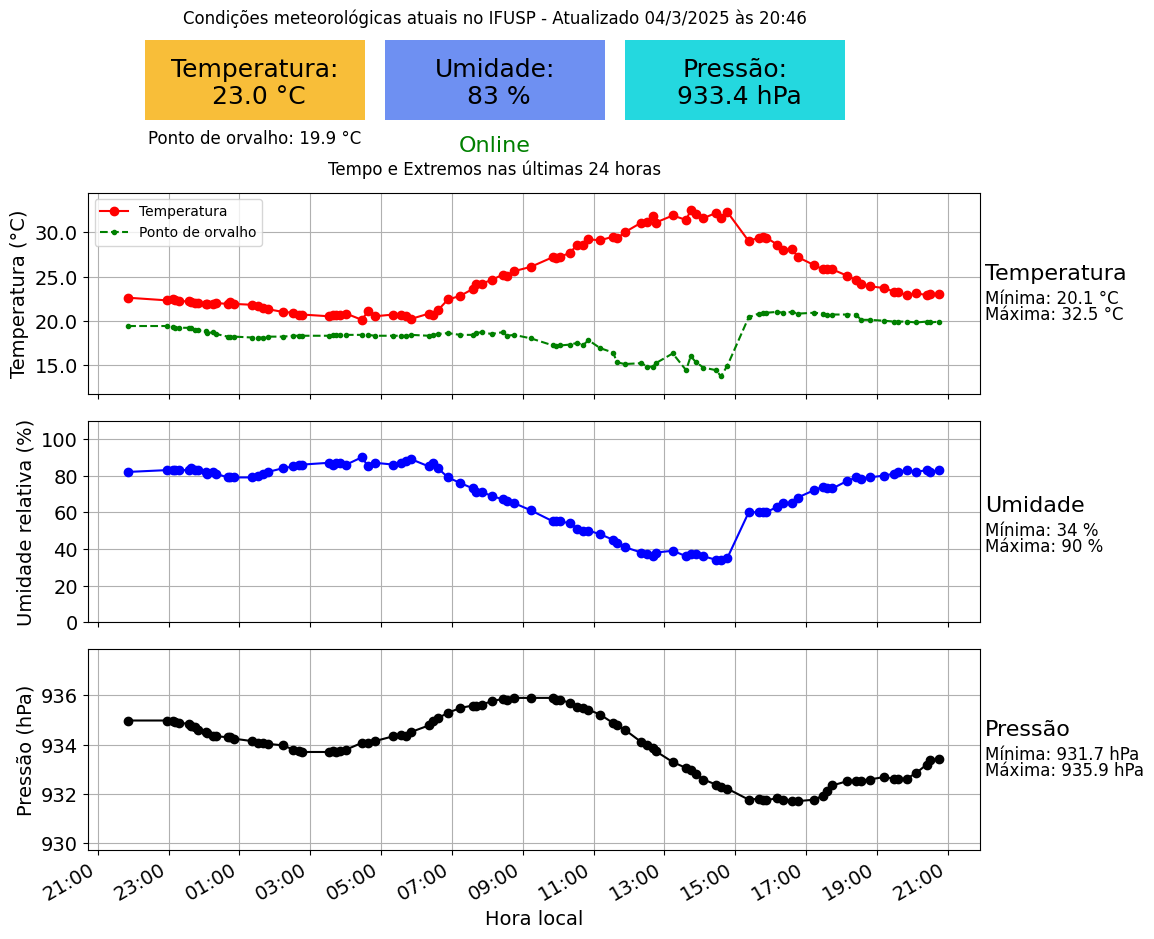 Condições meteorológicas atuais no IFUSP - Atualizado 04/3/2025 às 20:46
Temperatura:
23.0 °C
Umidade:
83 %
Pressão:
933.4 hPa
Ponto de orvalho: 19.9 °C
Online
Tempo e Extremos nas últimas 24 horas
Temperatura (°C)
30.0
25.0
20.0
15.0
Temperatura
Ponto de orvalho
Temperatura
Mínima: 20.1 °C
Máxima: 32.5 °C
Umidade relativa (%)
100
80
60
40
20
0
Umidade
Mínima: 34 %
Máxima: 90 %
Pressão (hPa)
936
934
932
930
Pressão
Mínima: 931.7 hPa
Máxima: 935.9 hPa
21:00 23:00 01:00 03:00 05:00 07:00 09:00 11:00 13:00 15:00 17:00 19:00 21:00
Hora local